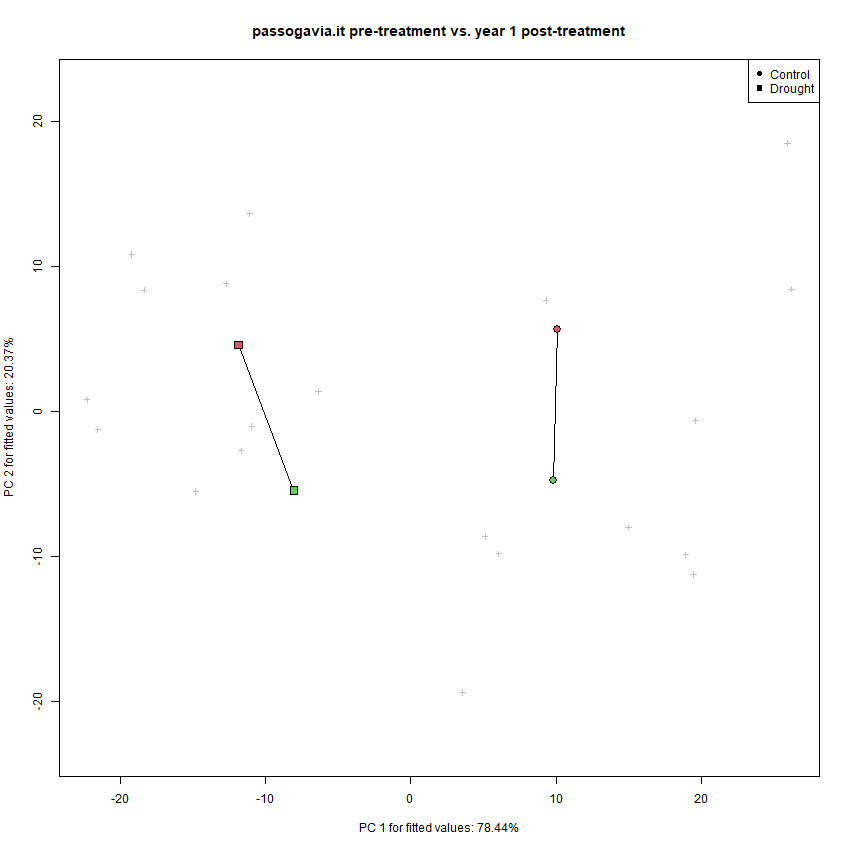 passogavia.it pre-treatment vs. year 1 post-treatment
Control
Drought
20
10
0
-10
-20
PC 2 for fitted values: 20.37%
-20
-10
0
10
20
PC 1 for fitted values: 78.44%